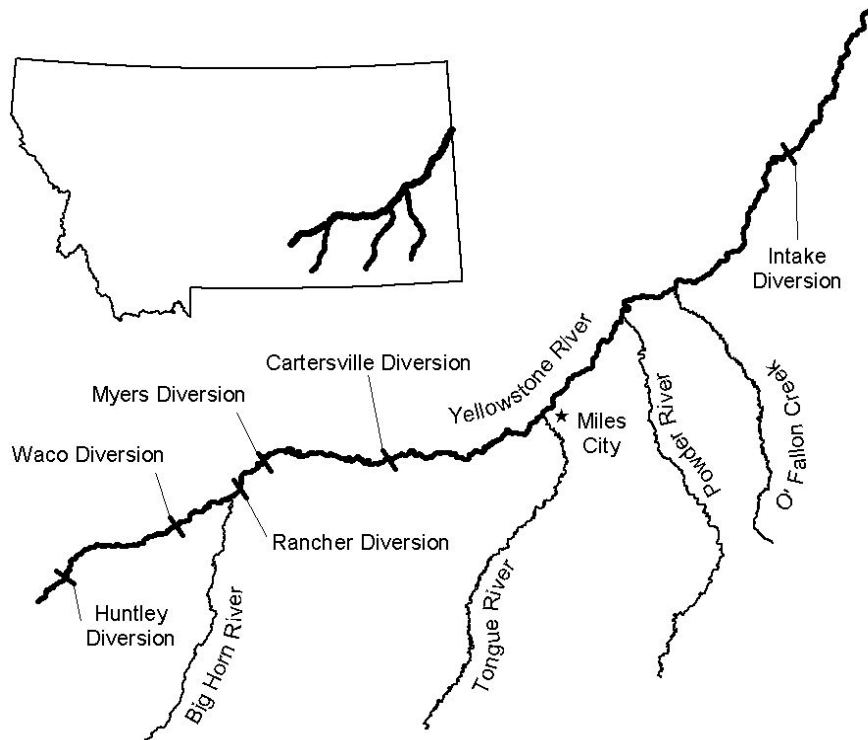 Intake
Diversion
Yellowstone River
Cartersville Diversion
Myers Diversion
Miles
City
Powder River
O' Fallon Creek
Waco Diversion
Rancher Diversion
Huntley
Diversion
Big Horn River
Tongue River